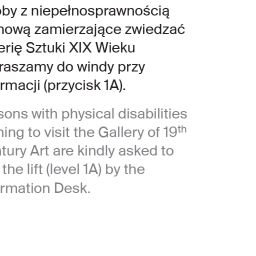 oby z niepełnosprawnością
hową zamierzające zwiedzać
erię Sztuki XIX Wieku
raszamy do windy przy
rmacji (przycisk 1A).
sons with physical disabilities
ning to visit the Gallery of 19th
tury Art are kindly asked to
the lift (level 1A) by the
rmation Desk.